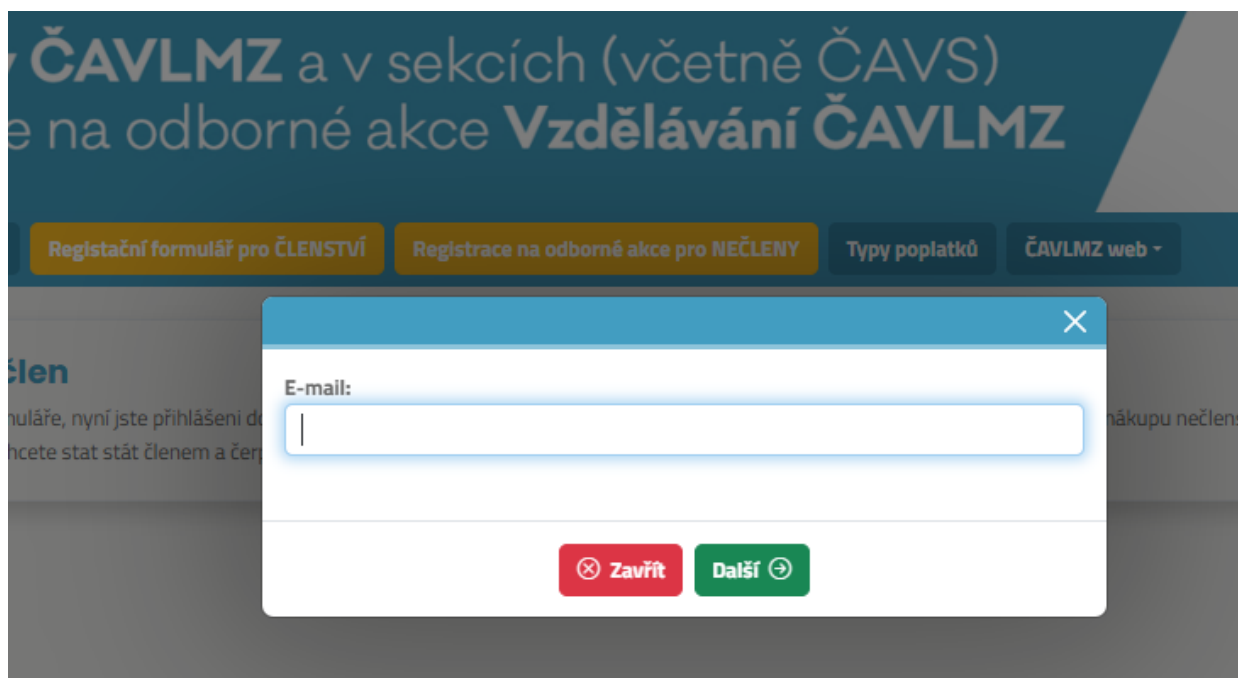 ČAVLMZ a v sekcích (včetně ČAVS)
e na odborné akce Vzdělávání ČAVLMZ
Registační formulář pro ČLENSTVÍ
Registrace na odborné akce pro NEČLENY
Typy poplatků
ČAVLMZ web
člen
E-mail:
nuláře, nyní jste přihlášeni do
nákupu nečlens
hcete stat stát členem a čerp
Zavřít
Další